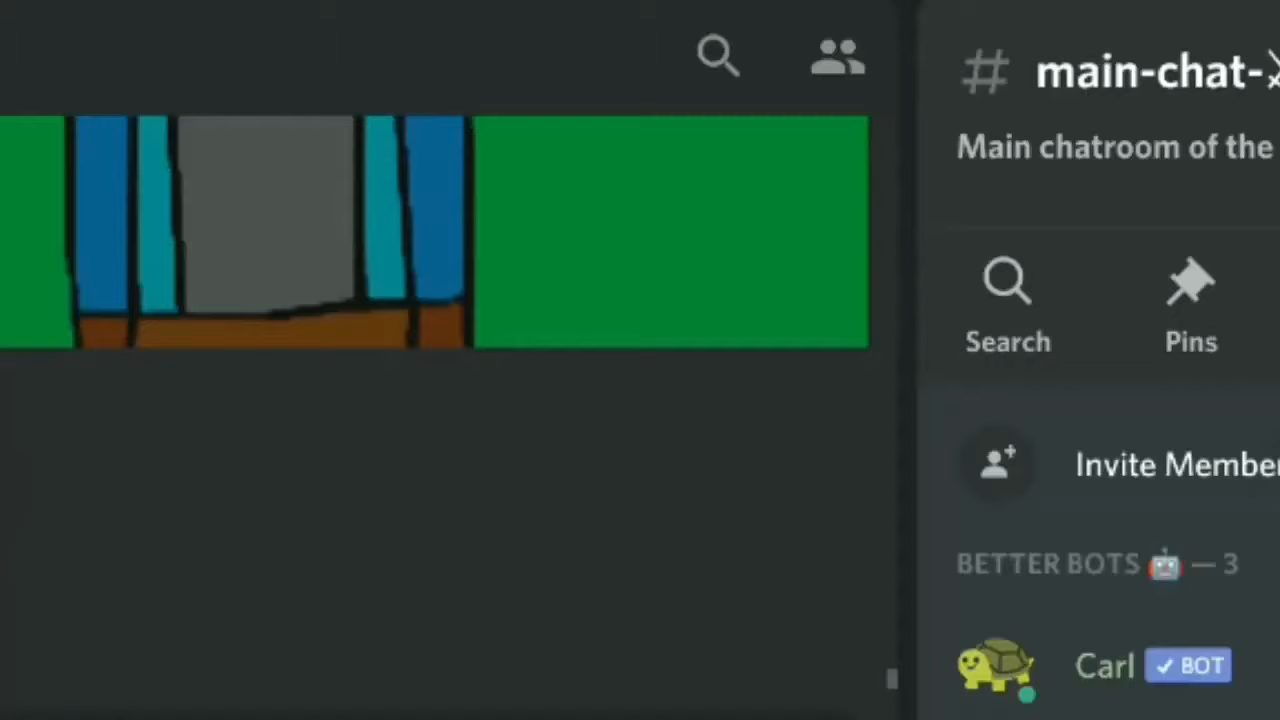 main-chat-
Main chatroom of the
Search
Pins
Invite Member
BETTER BOTS 🤖 — 3
Carl ✓ BOT